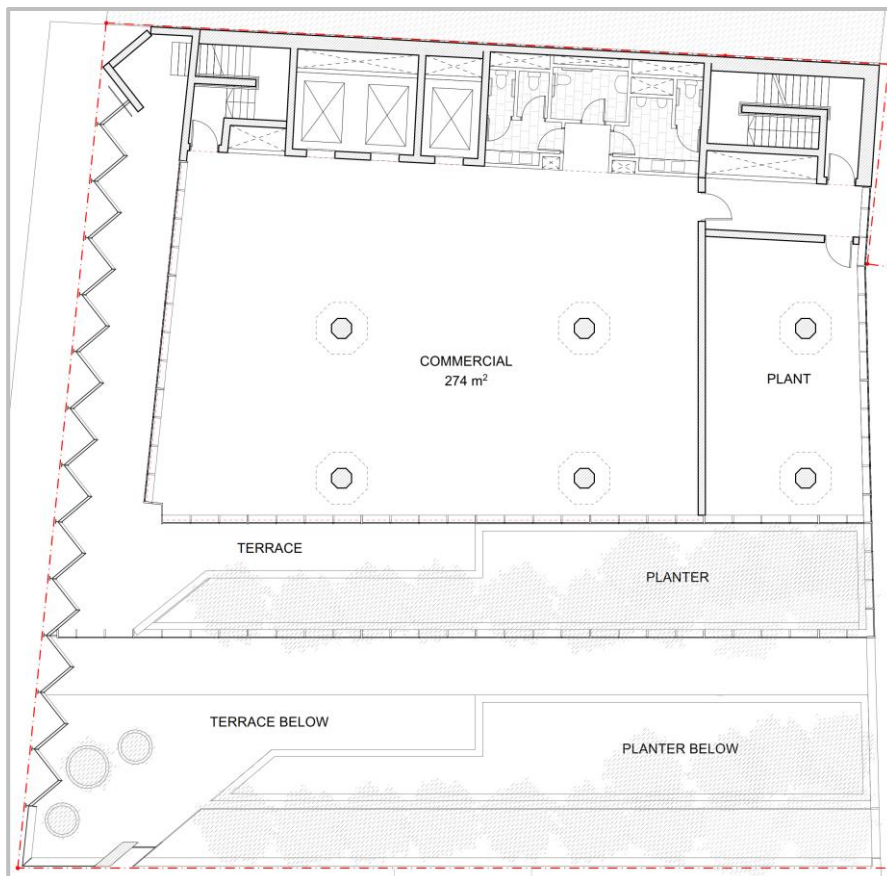 COMMERCIAL
274 m²
PLANT
TERRACE
PLANTER
TERRACE BELOW
PLANTER BELOW